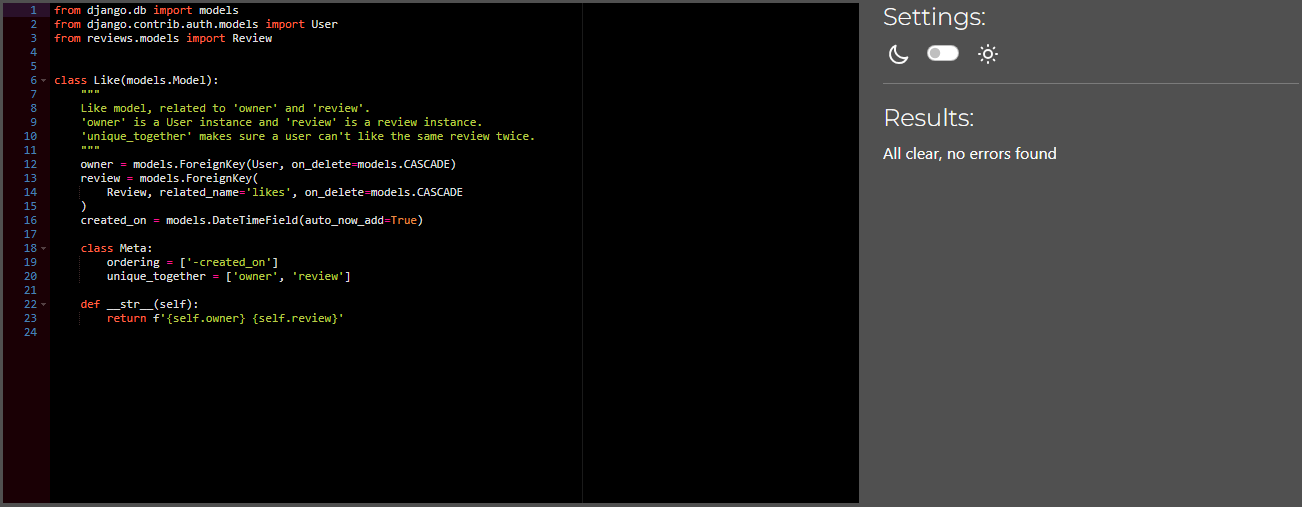 1 from django.db import models
2 from django.contrib.auth.models import User
3 from reviews.models import Review
4
5
6 class Like(models.Model):
7     """
8     Like model, related to 'owner' and 'review'.
9     'owner' is a User instance and 'review' is a review instance.
10     'unique_together' makes sure a user can't like the same review twice.
11     """
12     owner = models.ForeignKey(User, on_delete=models.CASCADE)
13     review = models.ForeignKey(
14         Review, related_name='likes', on_delete=models.CASCADE
15     )
16     created_on = models.DateTimeField(auto_now_add=True)
17
18     class Meta:
19         ordering = ['-created_on']
20         unique_together = ['owner', 'review']
21
22     def __str__(self):
23         return f'{self.owner} {self.review}'
24
Settings:
Results:
All clear, no errors found